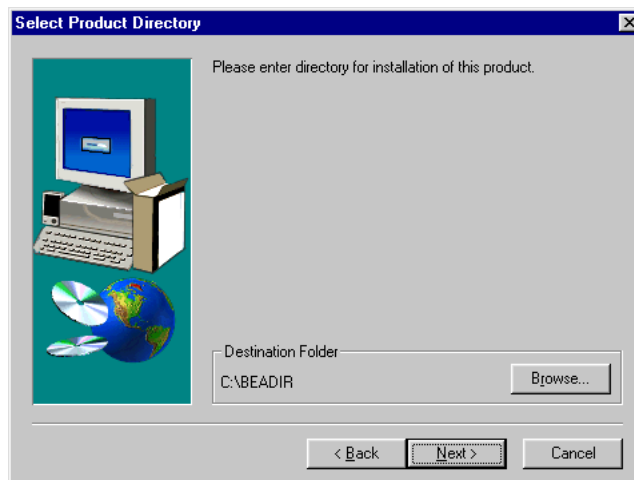 Select Product Directory
Please enter directory for installation of this product.
Destination Folder
C:\BEADIR
Browse...
< Back
Next >
Cancel